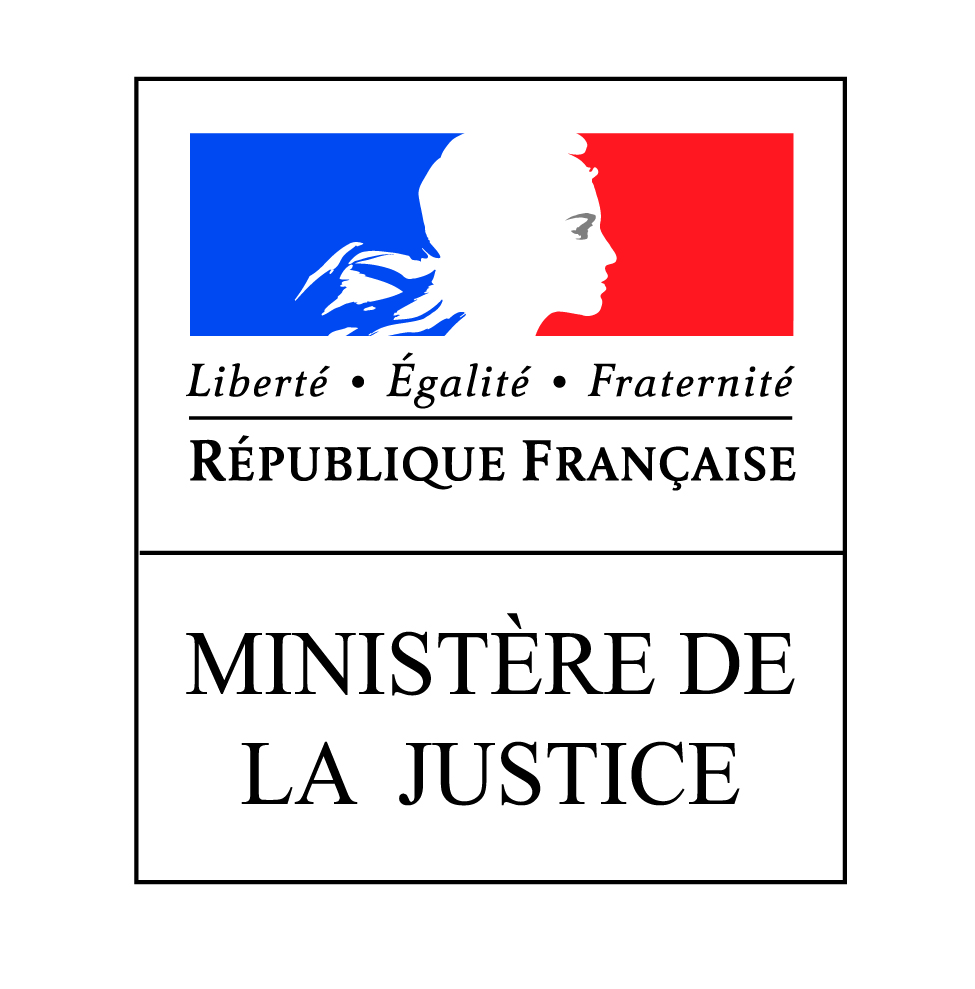 Liberté • Égalité • Fraternité
RÉPUBLIQUE FRANÇAISE
MINISTÈRE DE
LA JUSTICE